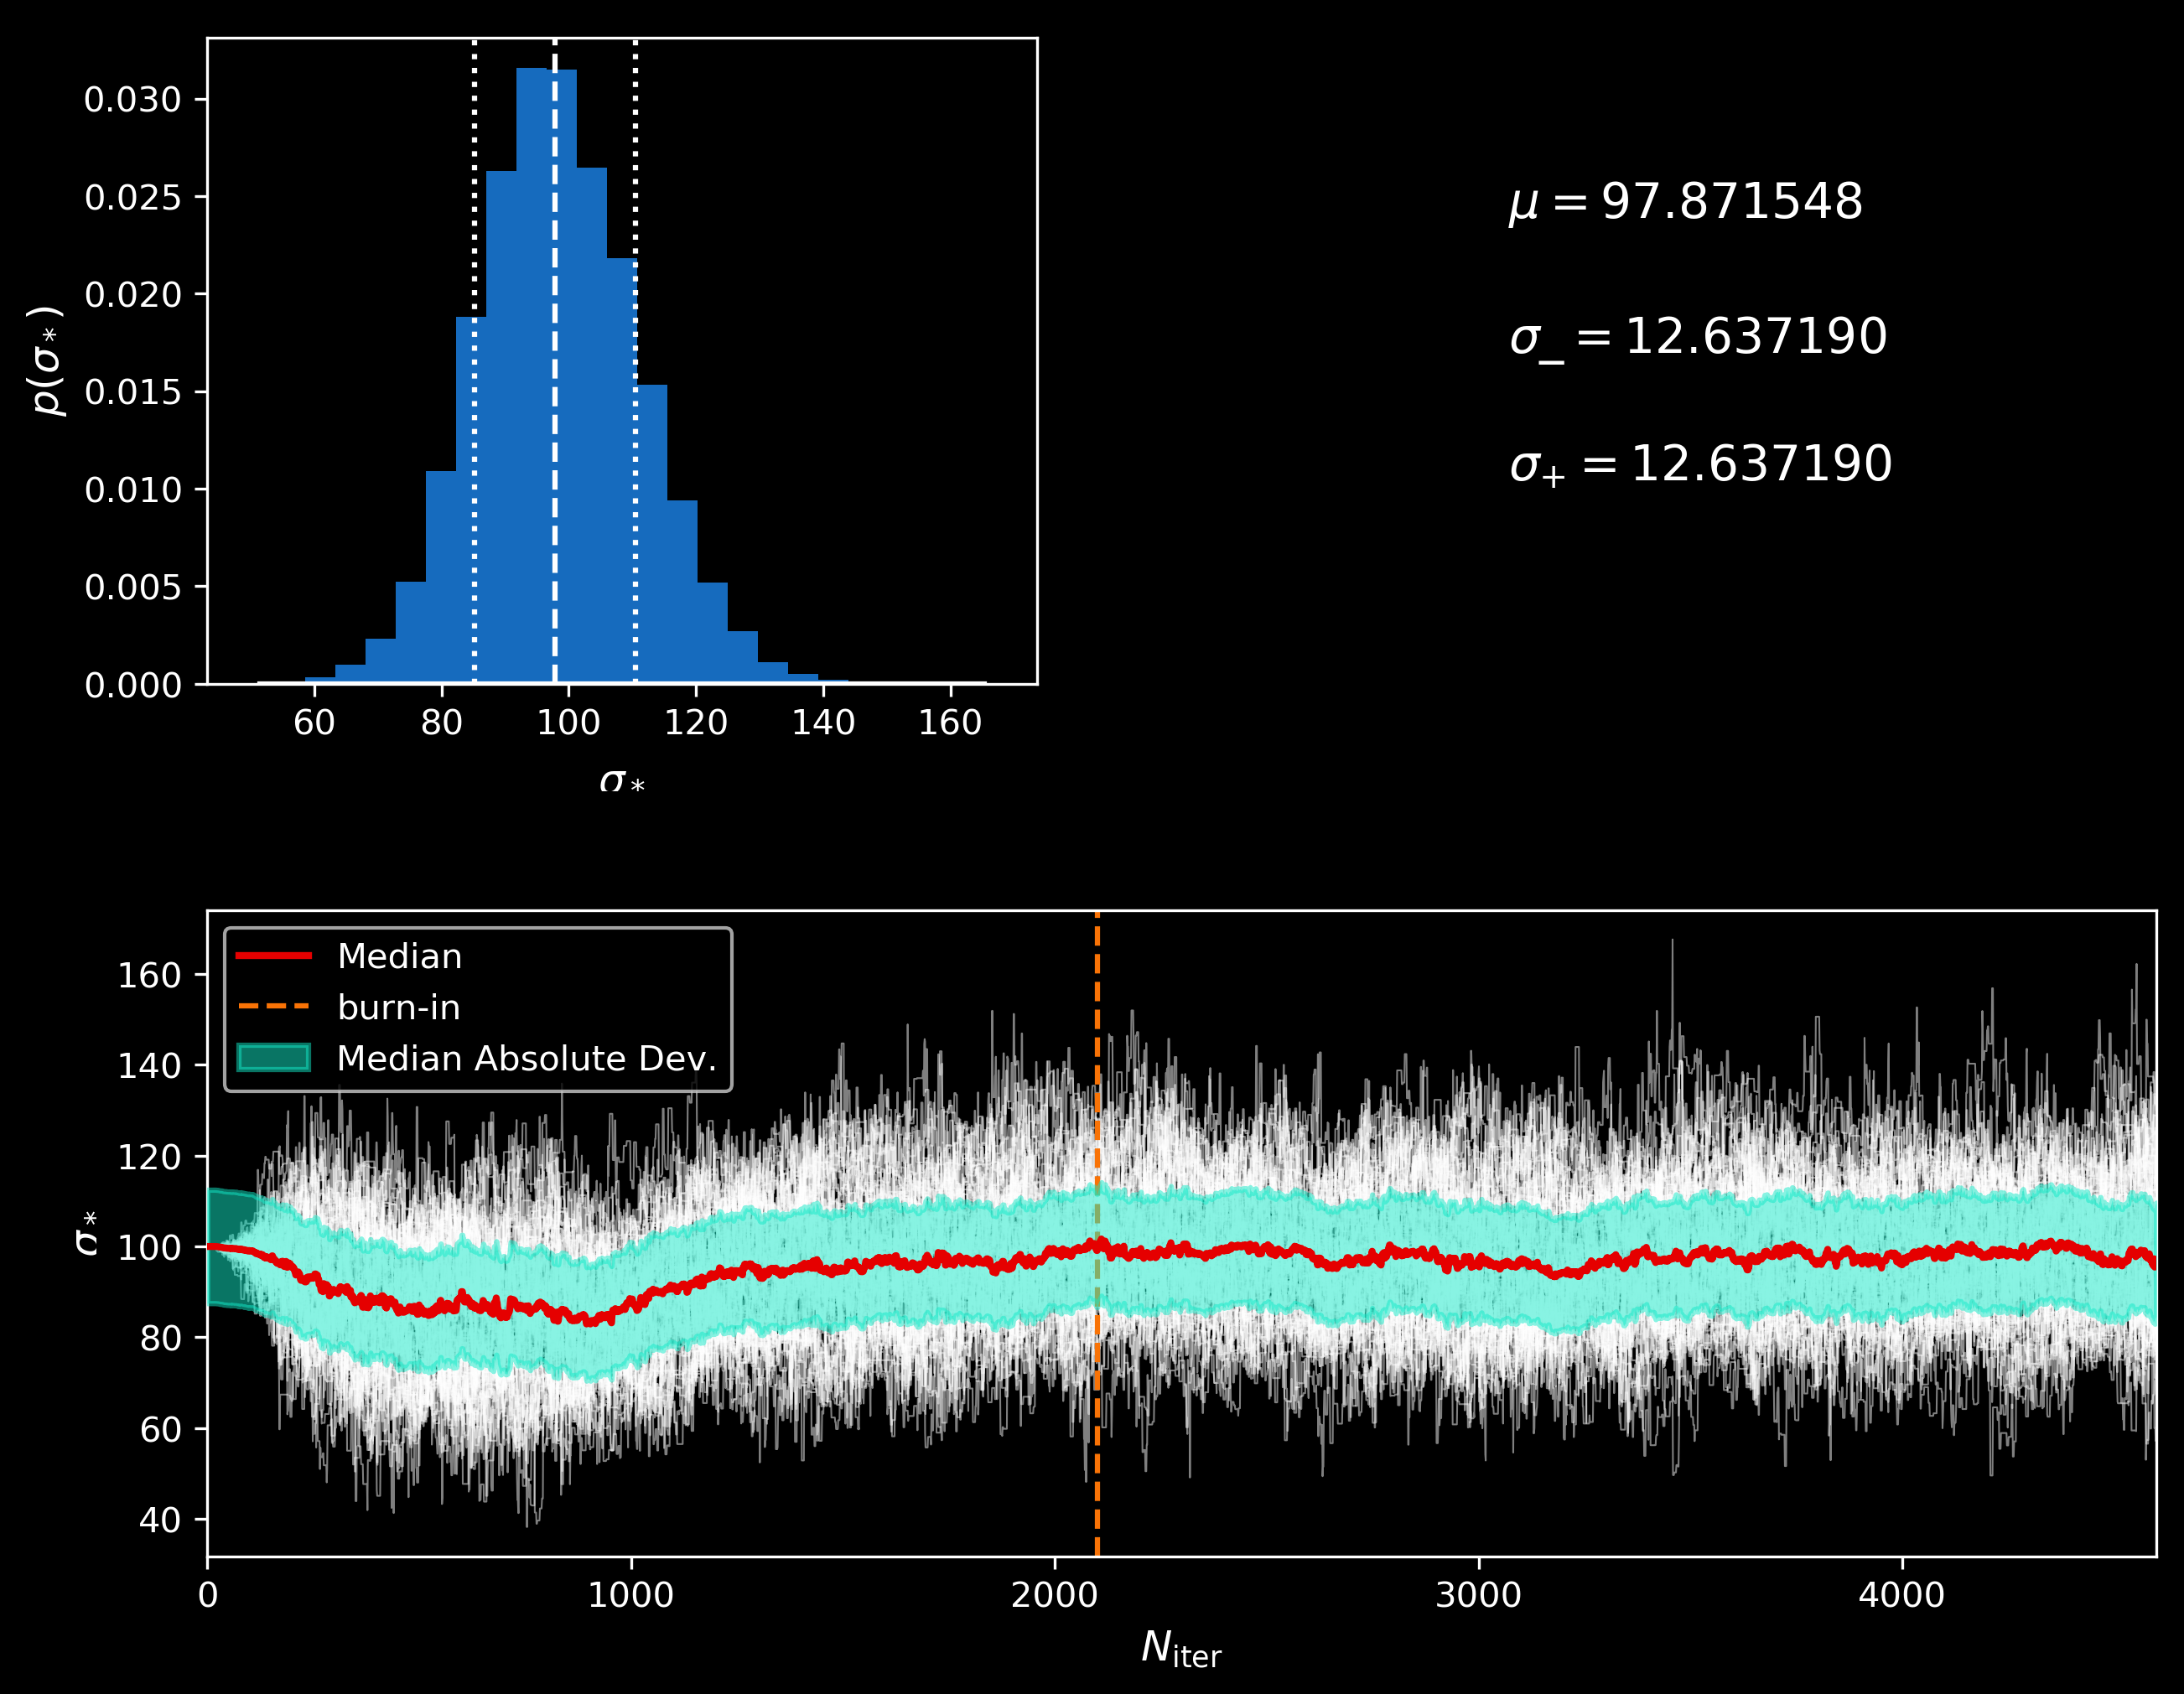 0.030
0.025
0.020
0.015
0.010
0.005
0.000
p(σ∗)
60 80 100 120 140 160
σ∗
μ = 97.871548
σ− = 12.637190
σ+ = 12.637190
Median
burn-in
Median Absolute Dev.
160
140
120
100
80
60
40
σ∗
0 1000 2000 3000 4000
Niter